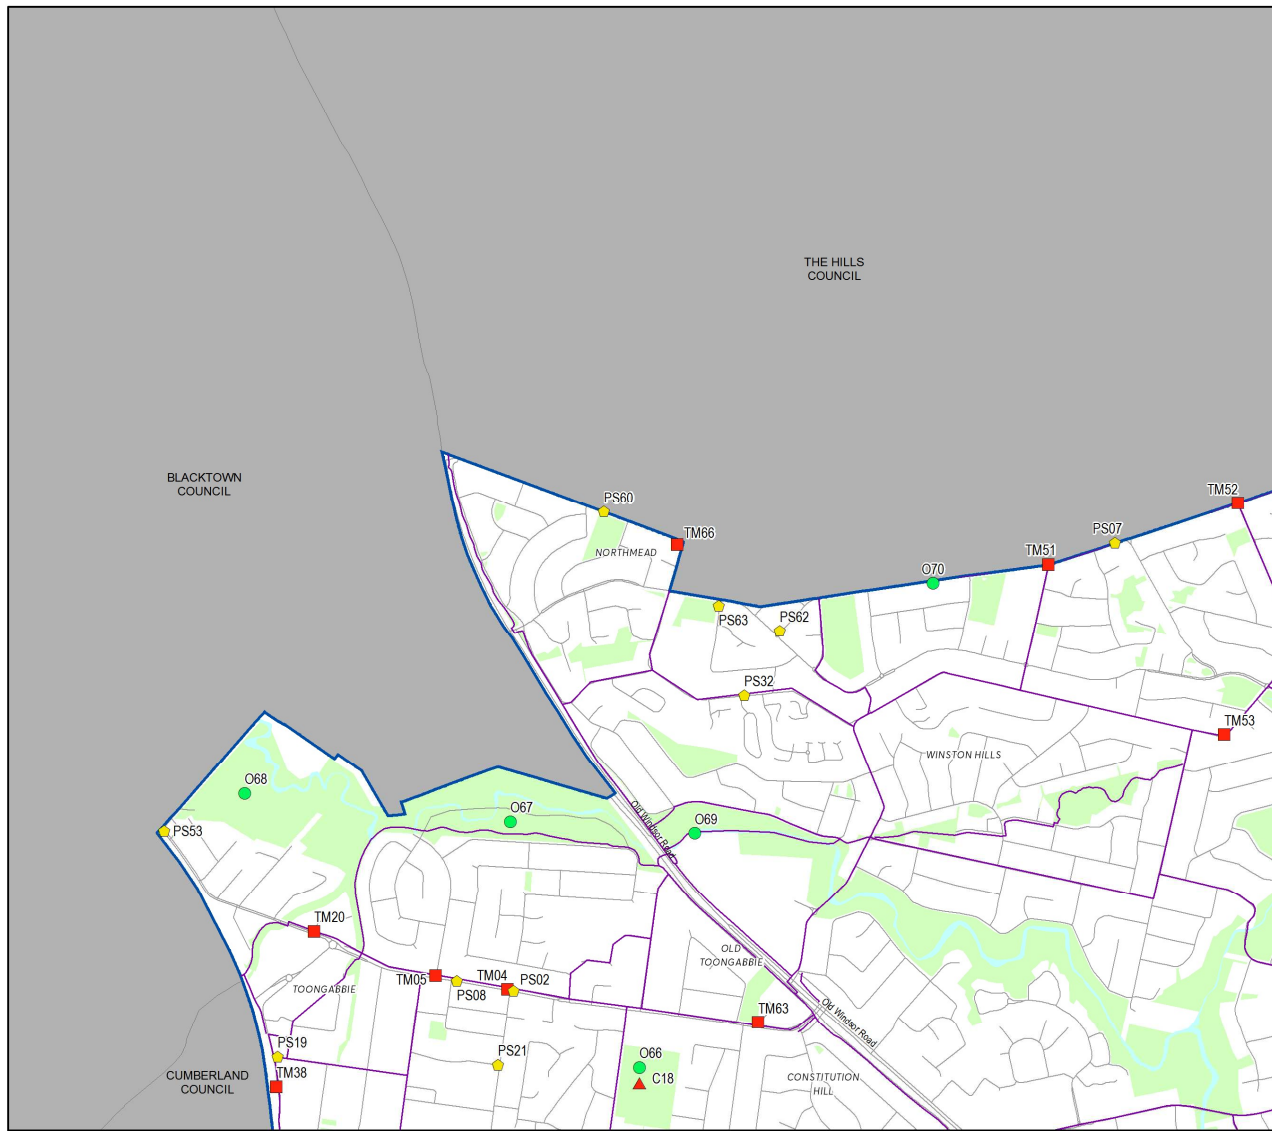 THE HILLS
COUNCIL
BLACKTOWN
COUNCIL
PS60
TM52
NORTHMEAD
TM66
PS07
TM51
O70
PS63
PS62
PS32
TM53
WINSTON HILLS
O68
O67
Old Windsor Road
O69
PS53
TM20
OLD
TOONGABBIE
TM05
TM04
PS02
PS08
TOONGABBIE
TM63
Old Windsor Road
PS19
PS21
O66
CUMBERLAND
COUNCIL
TM38
C18
CONSTITUTION
HILL